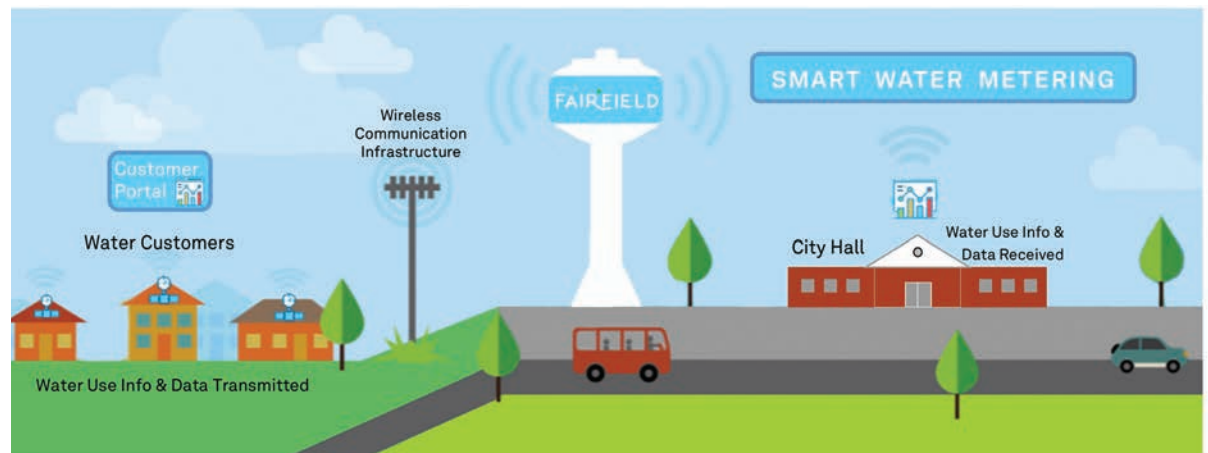 SMART WATER METERING
FAIRFIELD
Wireless
Communication
Infrastructure
Customer
Portal
Water Customers
City Hall
Water Use Info &
Data Received
Water Use Info & Data Transmitted